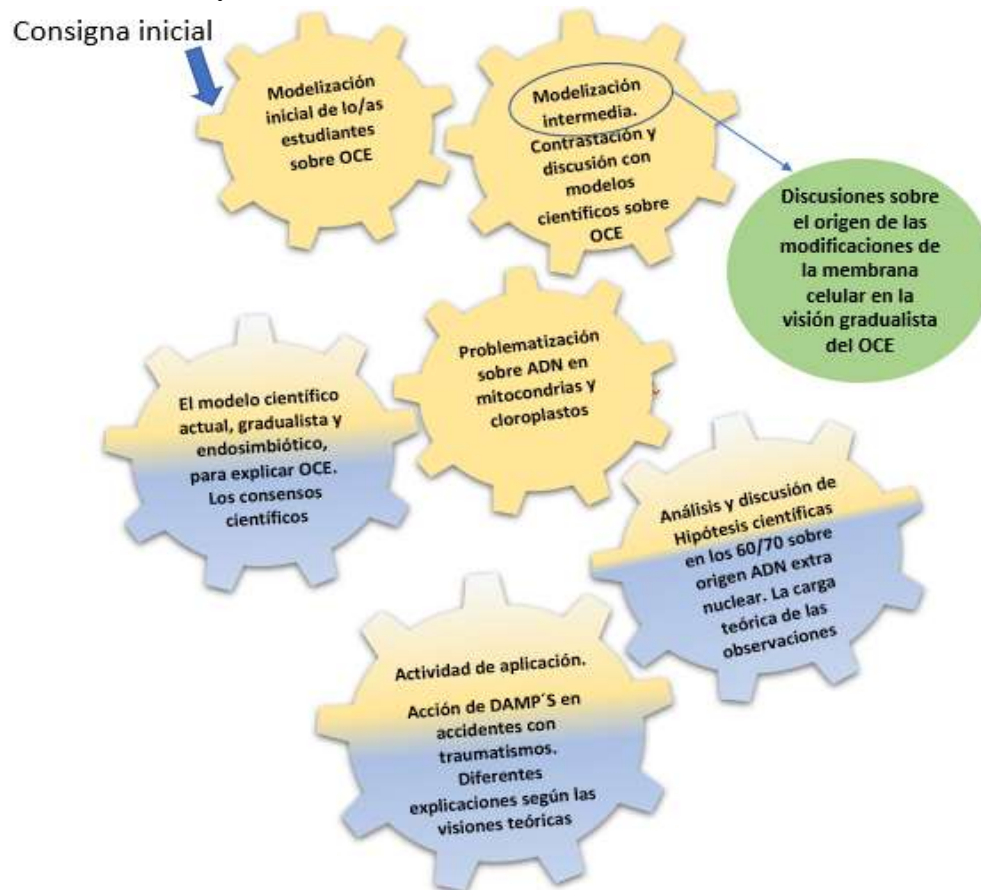 Consigna inicial
Modelización
inicial de lo/as
estudiantes
sobre OCE
Modelización
intermedia.
Contrastación y
discusión con
modelos
científicos sobre
OCE
Discusiones sobre
el origen de las
modificaciones de
la membrana
celular en la
visión gradualista
del OCE
Problematización
sobre ADN en
mitocondrias y
cloroplastos
El modelo científico
actual, gradualista y
endosimbiótico,
para explicar OCE.
Los consensos
científicos
Análisis y discusión de
Hipótesis científicas
en los 60/70 sobre
origen ADN extra
nuclear. La carga
teórica de las
observaciones
Actividad de aplicación.
Acción de DAMP´S en
accidentes con
traumatismos.
Diferentes
explicaciones según las
visiones teóricas